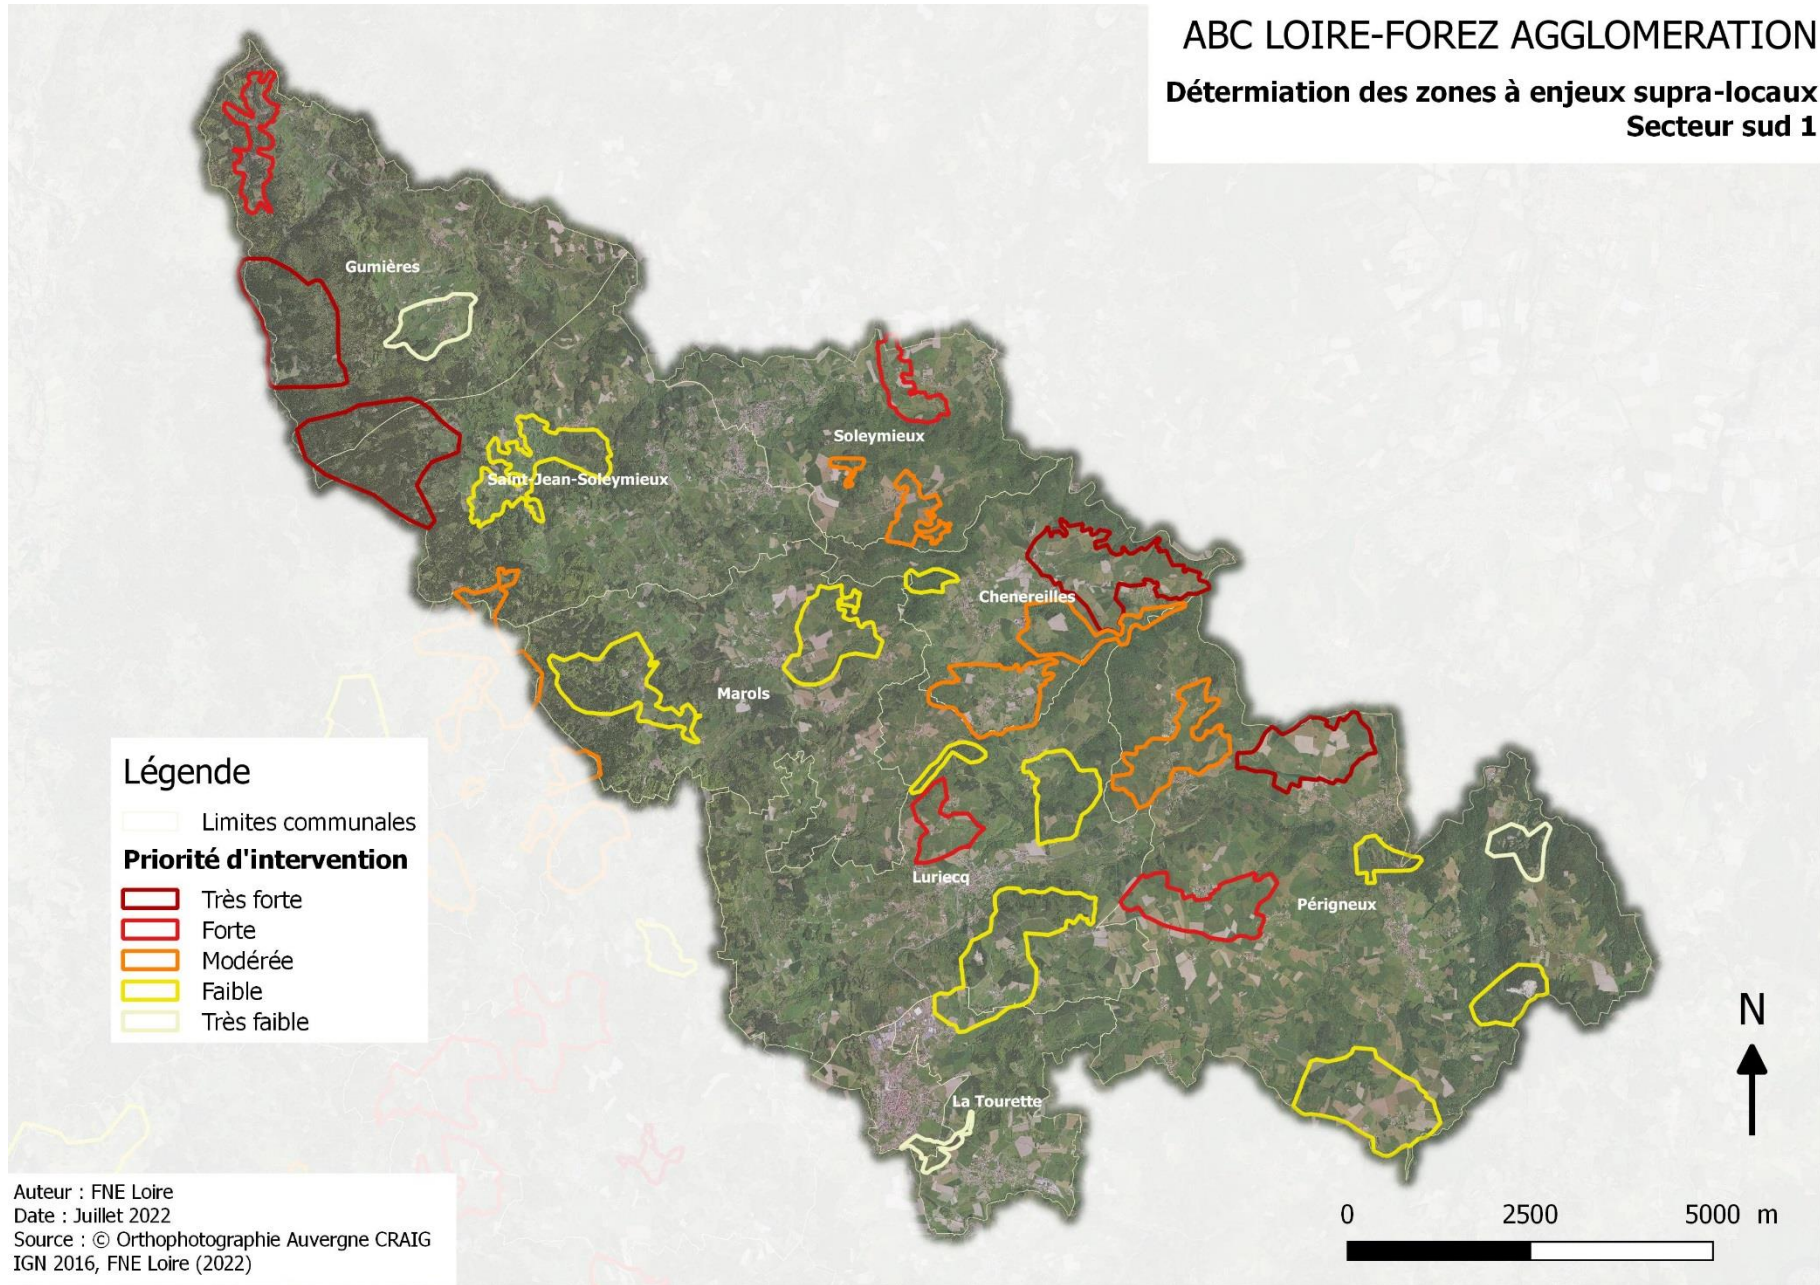 ABC LOIRE-FOREZ AGGLOMERATION
Détermiation des zones à enjeux supra-locaux
Secteur sud 1
Gumières
Soleymieux
Saint-Jean-Soleymieux
Chenereilles
Marols
Luriecq
Périgneux
La Tourette
Légende
Limites communales
Priorité d'intervention
Très forte
Forte
Modérée
Faible
Très faible
N
0 2500 5000 m
Auteur : FNE Loire
Date : Juillet 2022
Source : © Orthophotographie Auvergne CRAIG
IGN 2016, FNE Loire (2022)